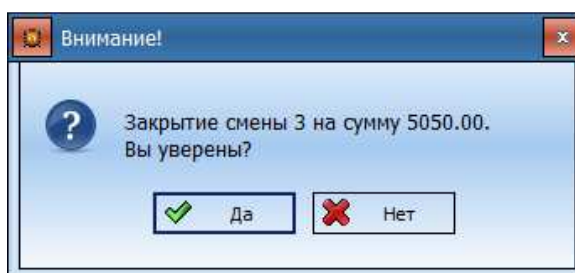 Внимание!
Закрытие смены 3 на сумму 5050.00.
Вы уверены?
Да
Нет